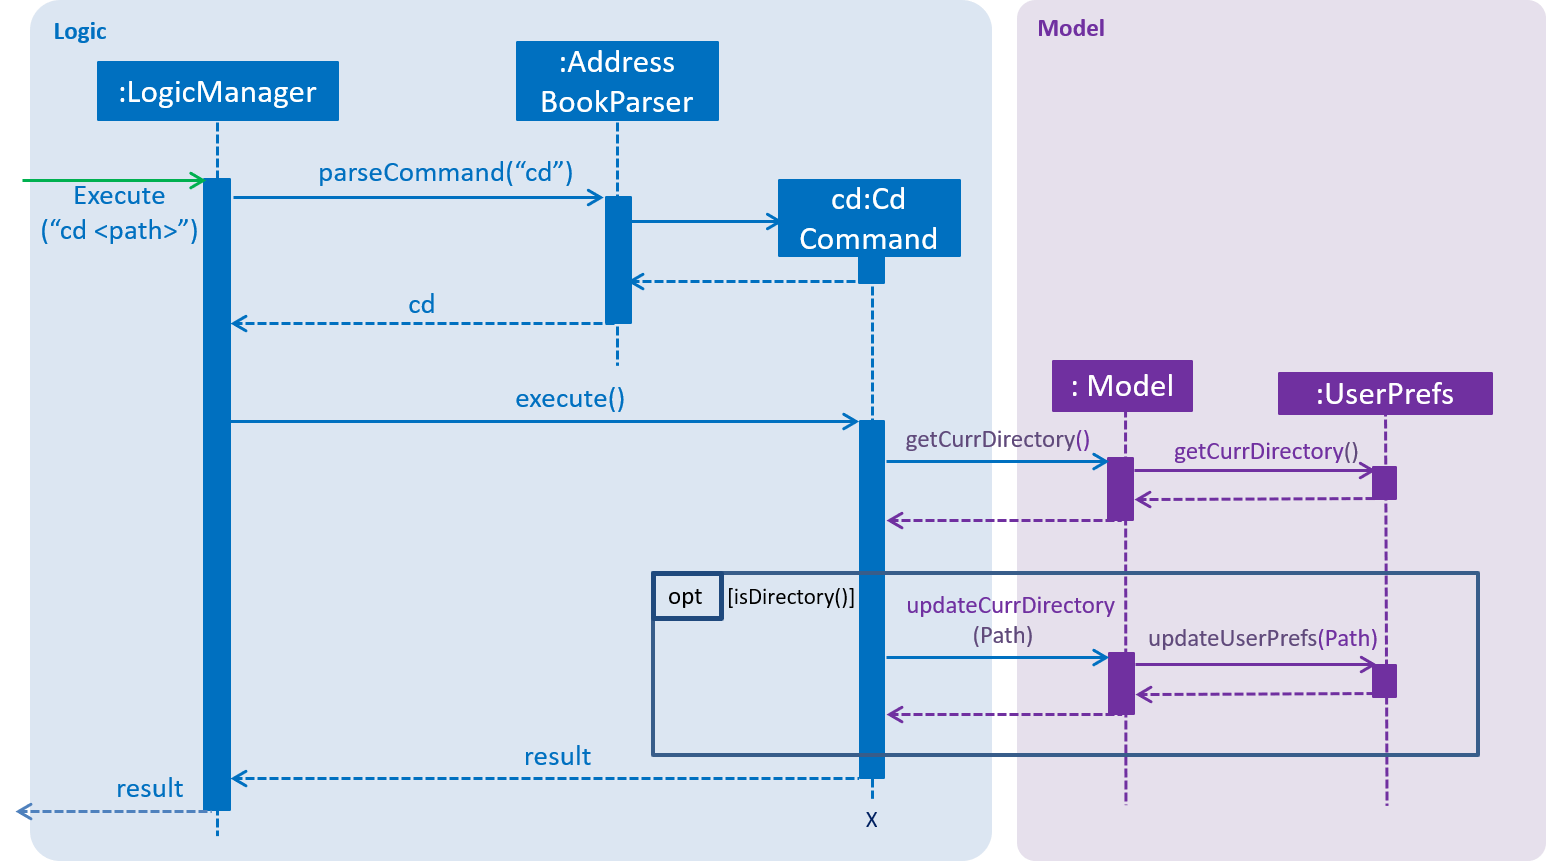 Logic
Model
:LogicManager
:Address
BookParser
Execute
(“cd <path>”)
parseCommand(“cd”)
cd:Cd
Command
cd
execute()
: Model
:UserPrefs
getCurrDirectory()
getCurrDirectory()
opt
[isDirectory()]
updateCurrDirectory
(Path)
updateUserPrefs(Path)
result
result
X